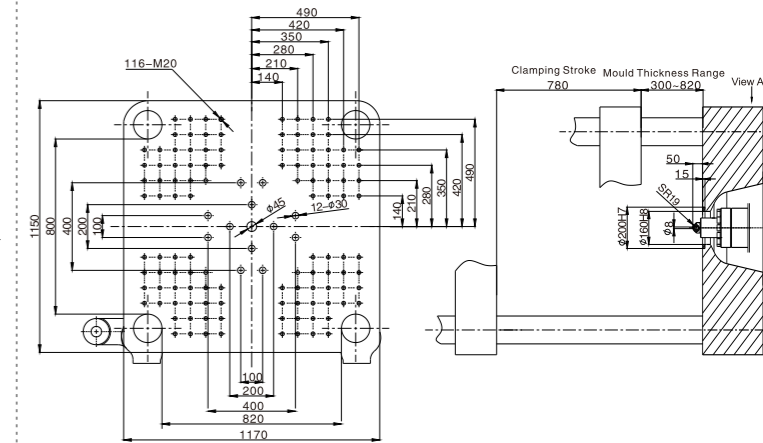 490
420
350
280
210
140
116-M20
Clamping Stroke
Mould Thickness Range
View A
780
300~820
50
15
SR19
ϕ200H7
ϕ160H8
ϕ8
1150
800
400
200
100
ϕ45
12-ϕ30
140
210
280
350
420
490
100
200
400
820
1170